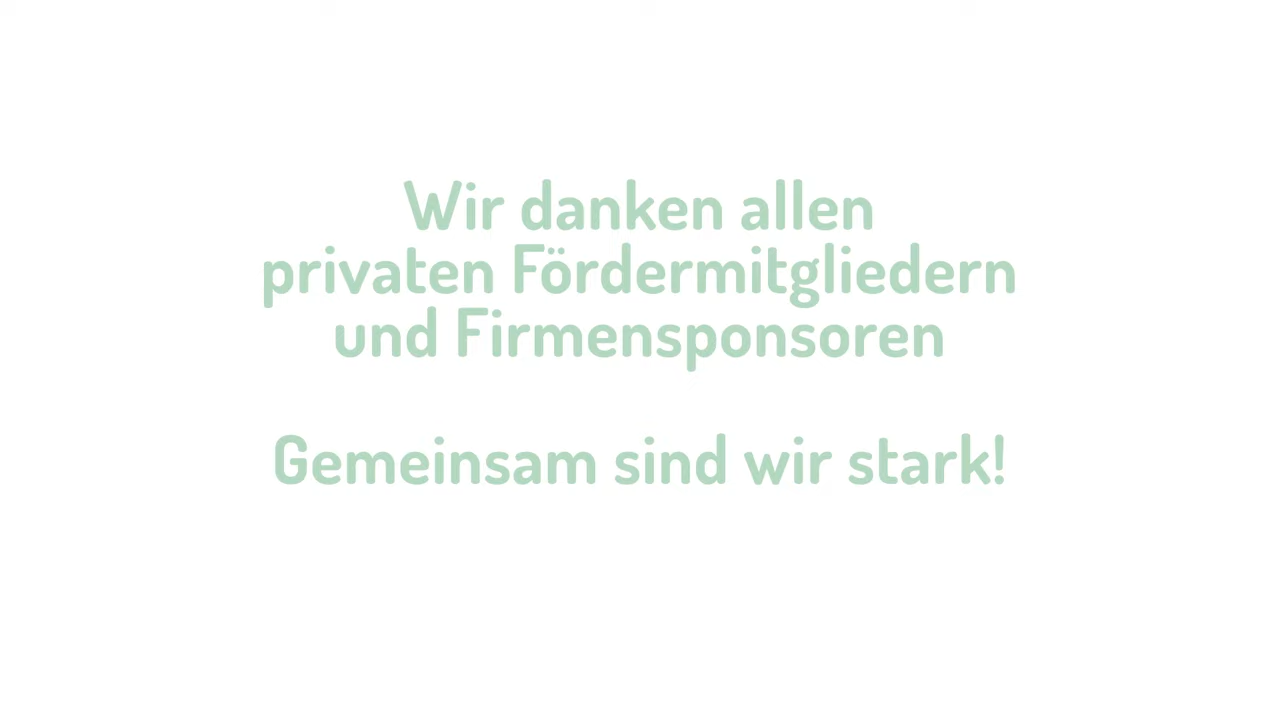 Wir danken allen
privaten Fördermitgliedern
und Firmensponsoren
Gemeinsam sind wir stark!